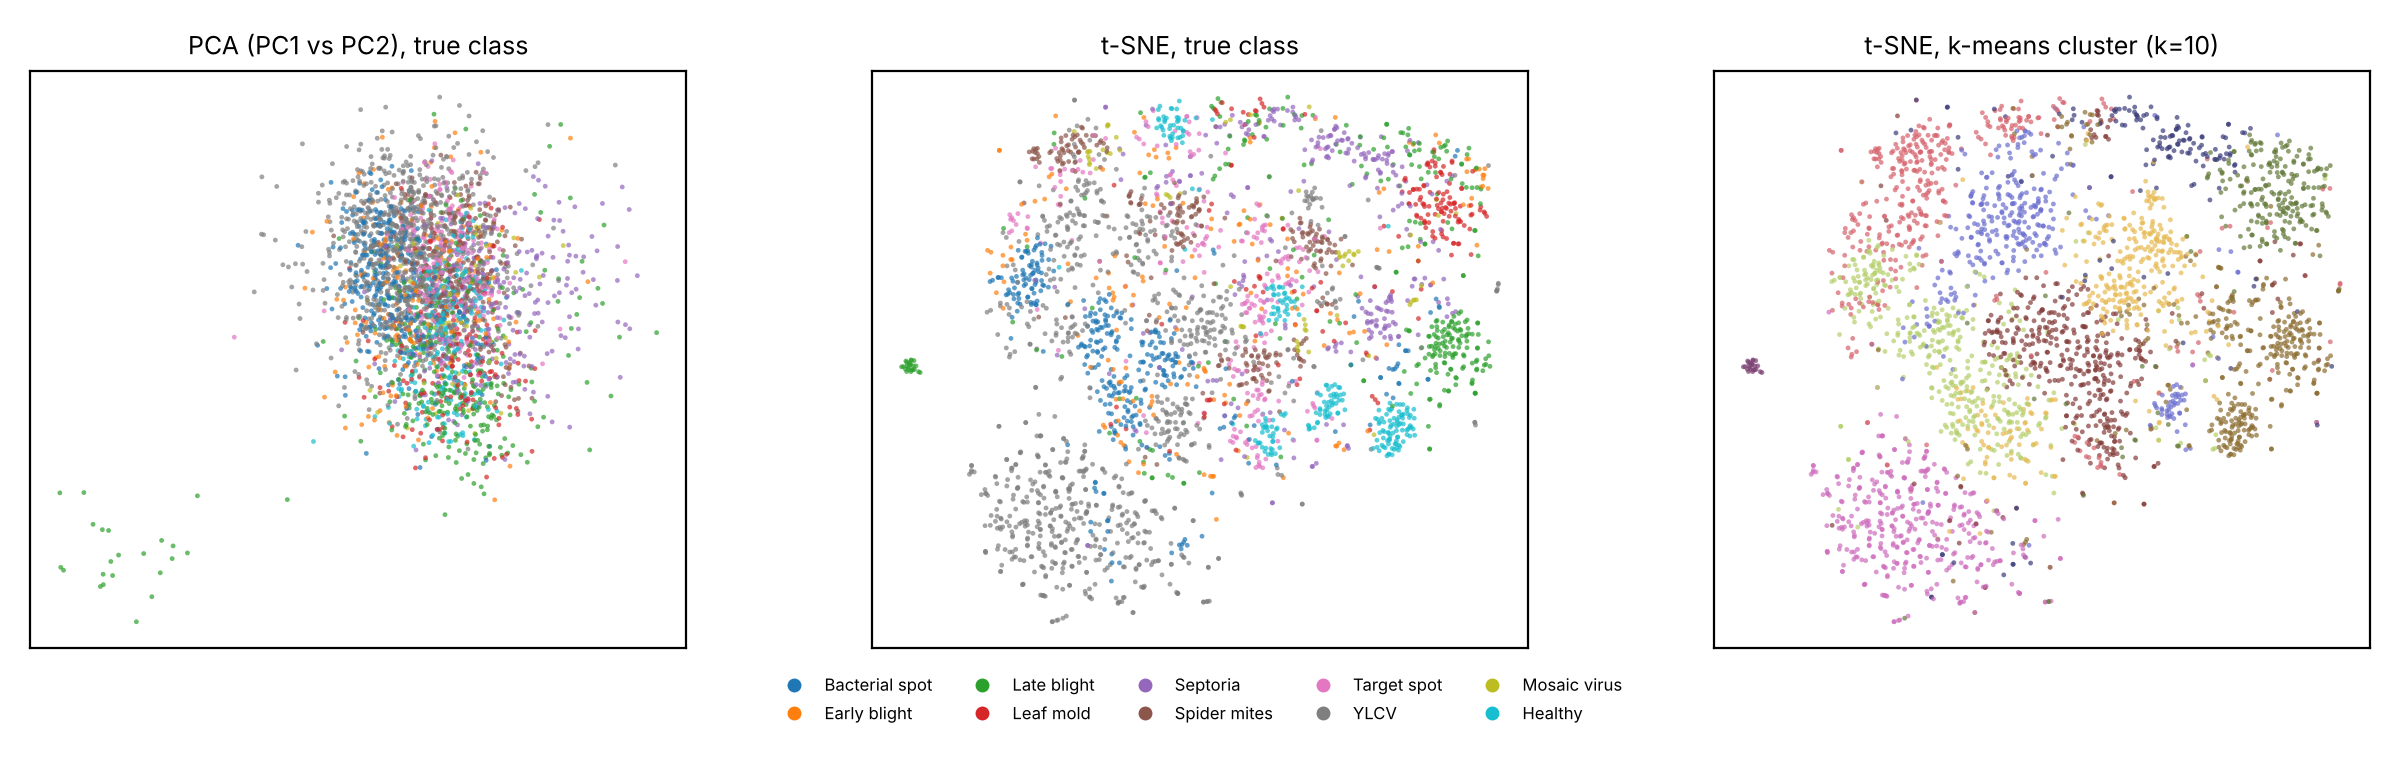 PCA (PC1 vs PC2), true class
t-SNE, true class
t-SNE, k-means cluster (k=10)
Bacterial spot
Late blight
Septoria
Target spot
Mosaic virus
Early blight
Leaf mold
Spider mites
YLCV
Healthy